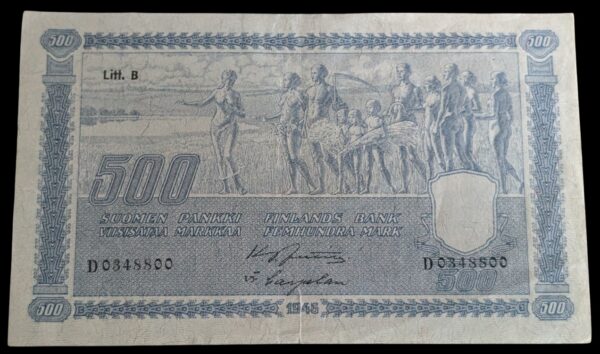 500 500
Litt. B
500
SUOMEN PANKKI FINLANDS BANK
VIISISATAA MARKKAA FEMHUNDRA MARK
D0348800 D0348800
500
500 1945 500